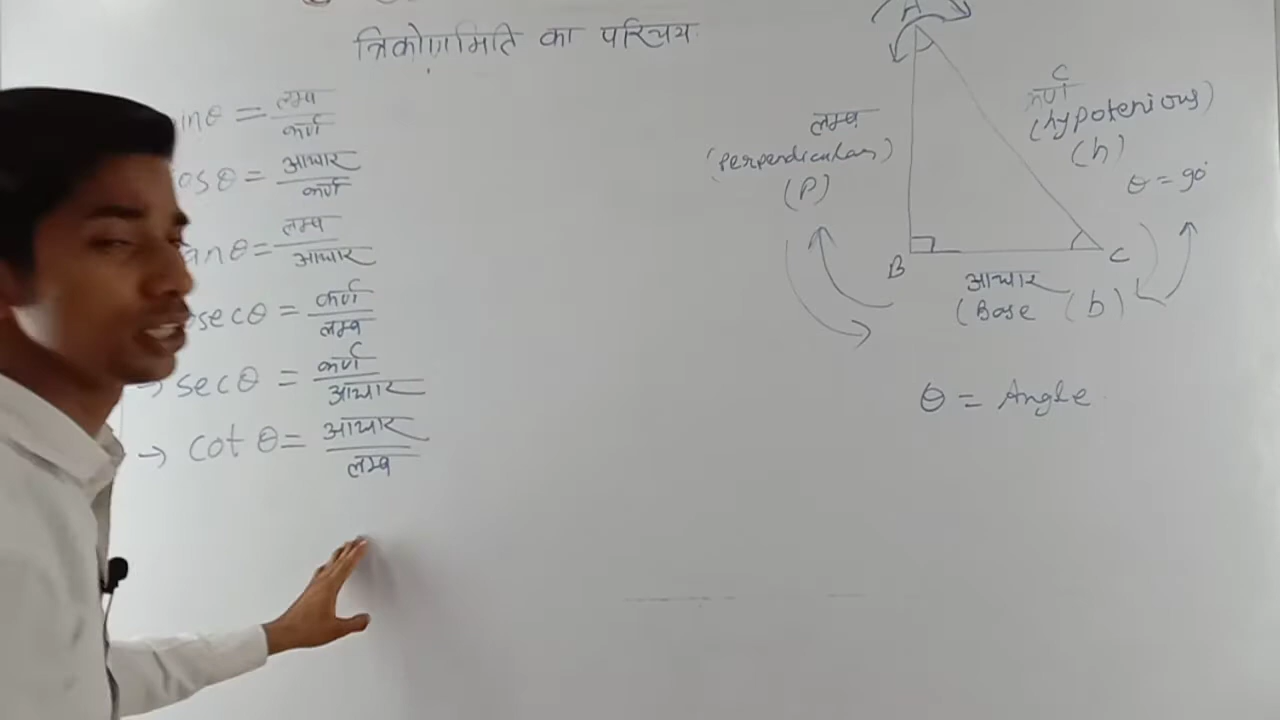 त्रिकोणमिति का परिचय
inθ = लम्ब / कर्ण
osθ = आधार / कर्ण
anθ = लम्ब / आधार
osecθ = कर्ण / लम्ब
→ secθ = कर्ण / आधार
→ cot θ = आधार / लम्ब
A
लम्ब
(Perpendicular)
(P)
कर्ण
(hypotenious)
(h)
θ = 90°
B
C
आधार
(Base (b)
θ = Angle